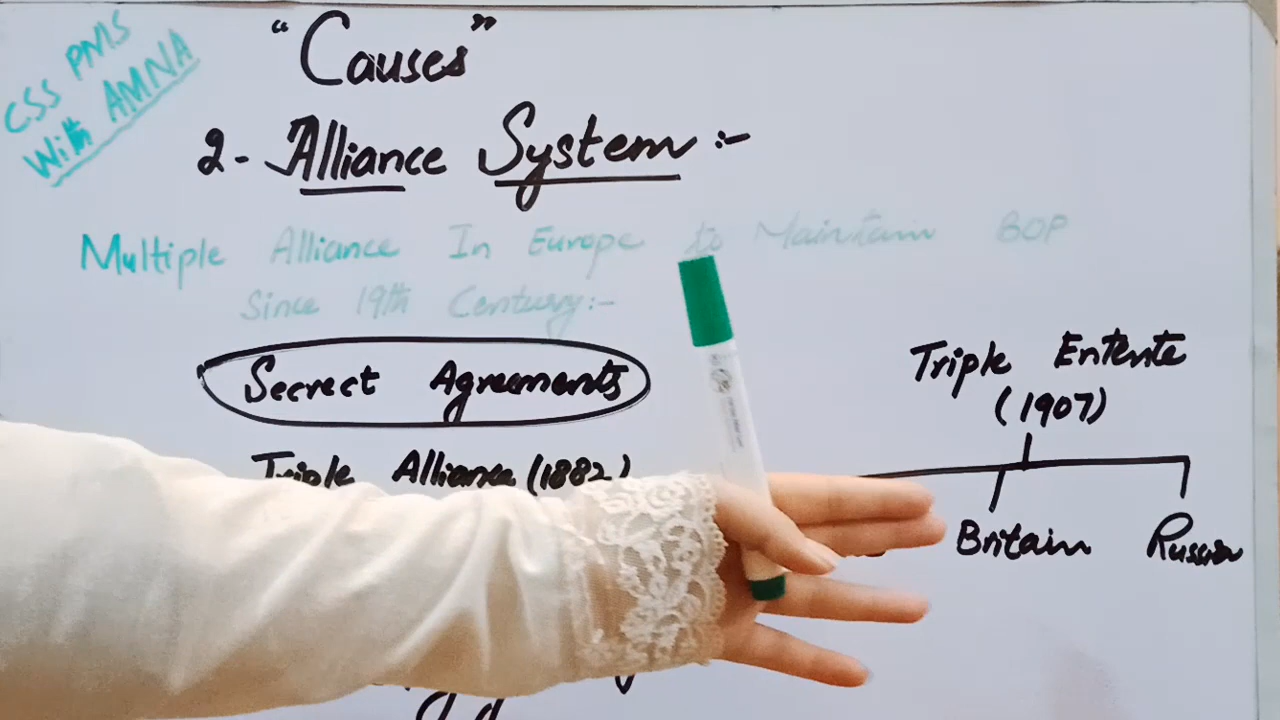 CSS PMS
With AMNA
"Causes"
2- Alliance System :-
Multiple Alliance In Europe to Maintain BOP
Since 19th Century:-
Secrect Agreements
Triple Entente
(1907)
Triple Alliance (1882)
Britain Russia